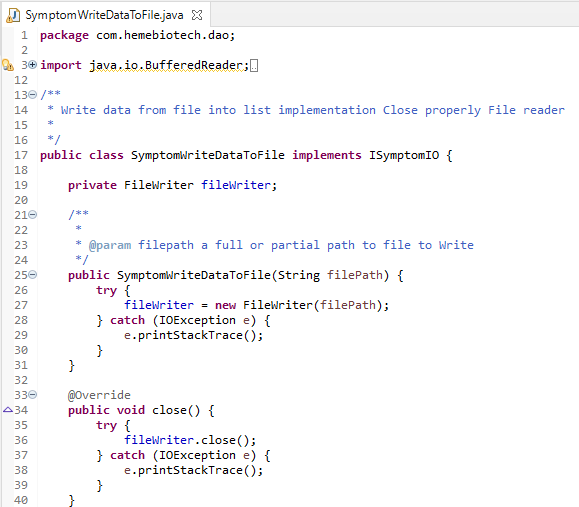 SymptomWriteDataToFile.java
1 package com.hemebiotech.dao;
2
3 import java.io.BufferedReader;
12
13 /**
14 * Write data from file into list implementation Close properly File reader
15 *
16 */
17 public class SymptomWriteDataToFile implements ISymptomIO {
18
19 private FileWriter fileWriter;
20
21 /**
22 *
23 * @param filepath a full or partial path to file to Write
24 */
25 public SymptomWriteDataToFile(String filePath) {
26 try {
27 fileWriter = new FileWriter(filePath);
28 } catch (IOException e) {
29 e.printStackTrace();
30 }
31 }
32
33 @Override
34 public void close() {
35 try {
36 fileWriter.close();
37 } catch (IOException e) {
38 e.printStackTrace();
39 }
40 }